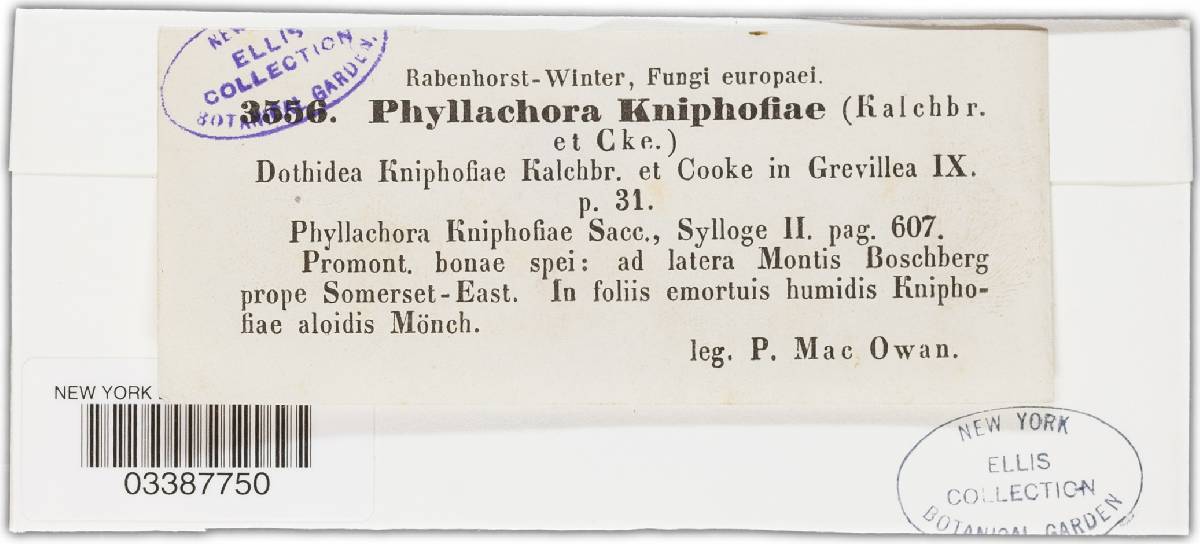 ELLIS
COLLECTION
BOTANICAL GARDEN.
Rabenhorst-Winter, Fungi europaei.
3556. Phyllachora Kniphofiae (Kalchbr.
et Cke.)
Dothidea Kniphofiae Kalchbr. et Cooke in Grevillea IX.
p. 31.
Phyllachora Kniphofiae Sacc., Sylloge II. pag. 607.
Promont. bonae spei: ad latera Montis Boschberg
prope Somerset-East. In foliis emortuis humidis Knipho-
fiae aloidis Mönch.
leg. P. Mac Owan.
NEW YORK
03387750
NEW YORK
ELLIS
COLLECTION
BOTANICAL GARDEN